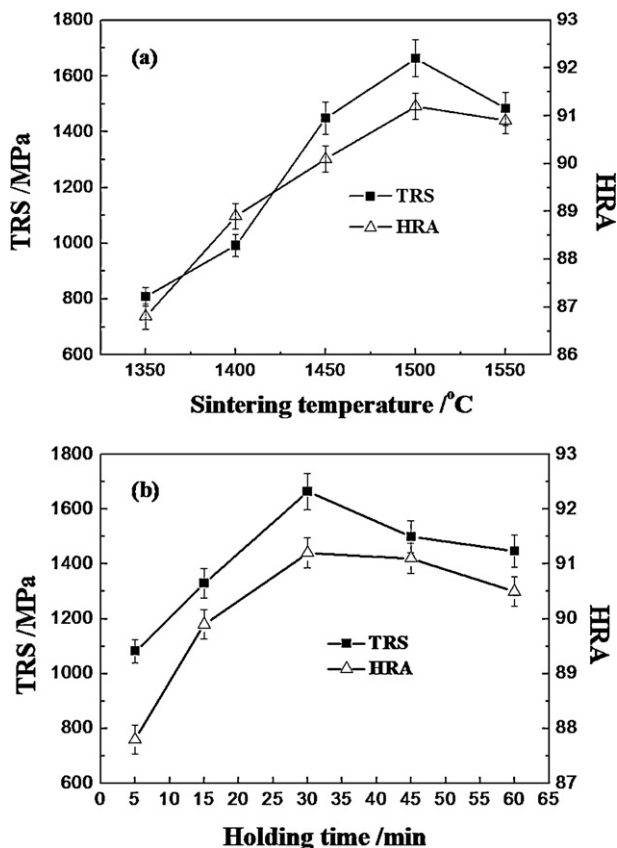 (a)
TRS /MPa
1800
1600
1400
1200
1000
800
600
93
92
91
90
89
88
87
86
HRA
TRS
HRA
1350 1400 1450 1500 1550
Sintering temperature /°C
(b)
TRS /MPa
1800
1600
1400
1200
1000
800
600
93
92
91
90
89
88
87
HRA
TRS
HRA
0 5 10 15 20 25 30 35 40 45 50 55 60 65
Holding time /min